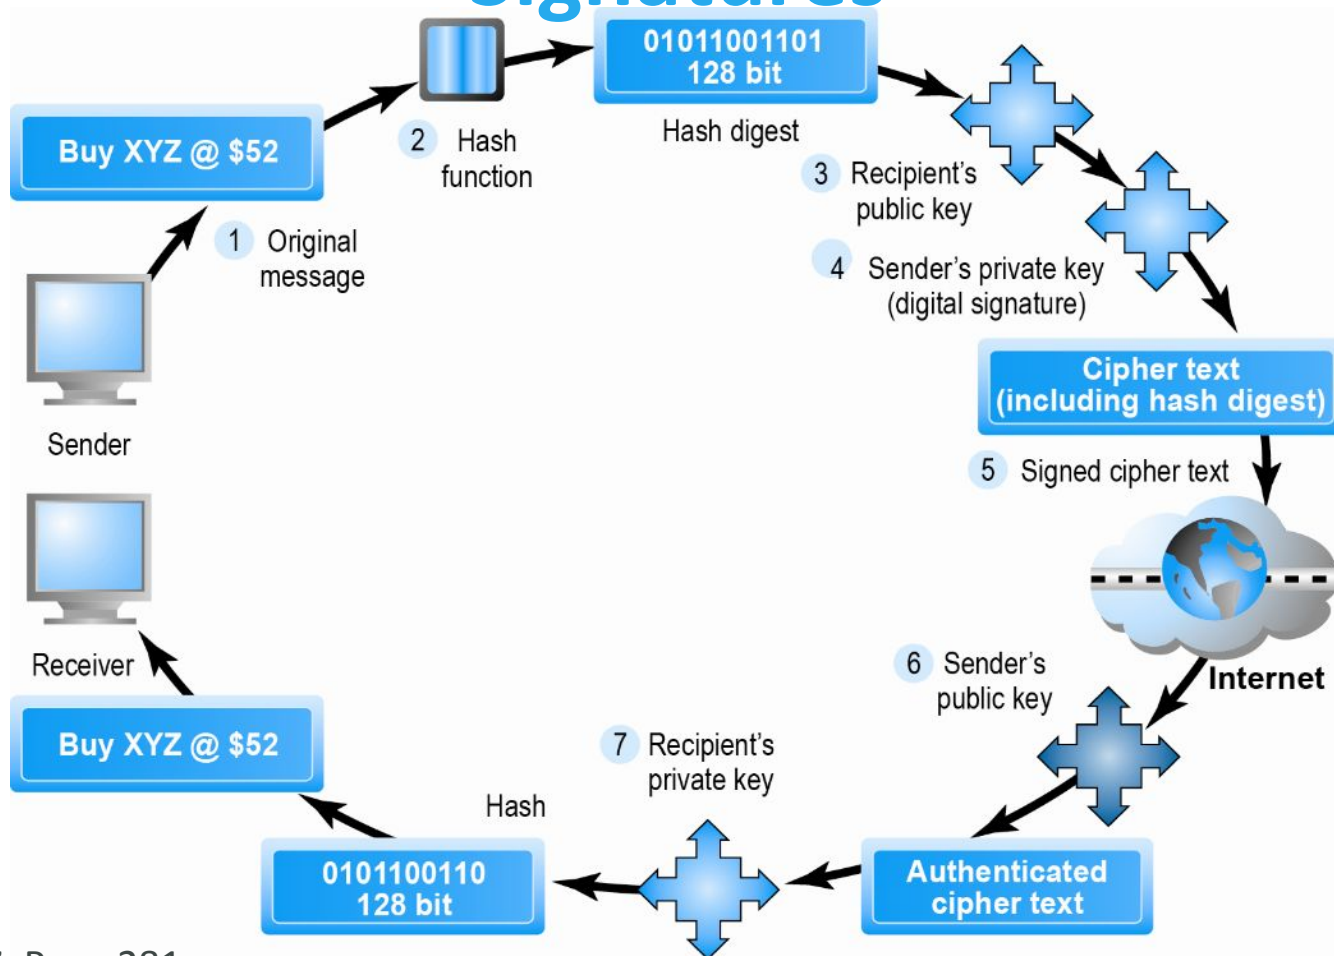 Signatures
01011001101
128 bit
Hash digest
Buy XYZ @ $52
2 Hash
function
3 Recipient's
public key
1 Original
message
4 Sender's private key
(digital signature)
Cipher text
(including hash digest)
Sender
5 Signed cipher text
Internet
6 Sender's
public key
Receiver
Buy XYZ @ $52
7 Recipient's
private key
Hash
0101100110
128 bit
Authenticated
cipher text
281